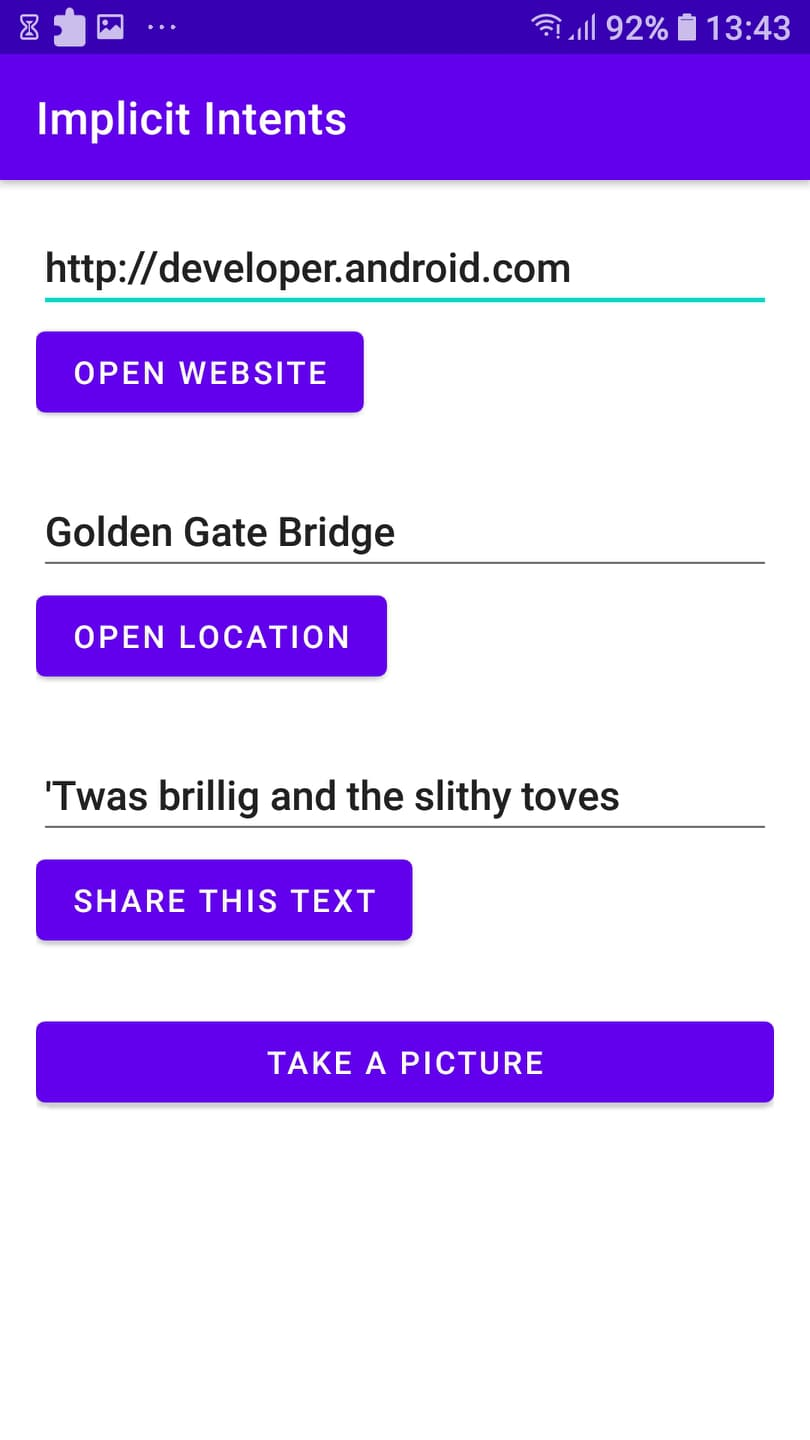 92% 13:43
Implicit Intents
http://developer.android.com
OPEN WEBSITE
Golden Gate Bridge
OPEN LOCATION
'Twas brillig and the slithy toves
SHARE THIS TEXT
TAKE A PICTURE